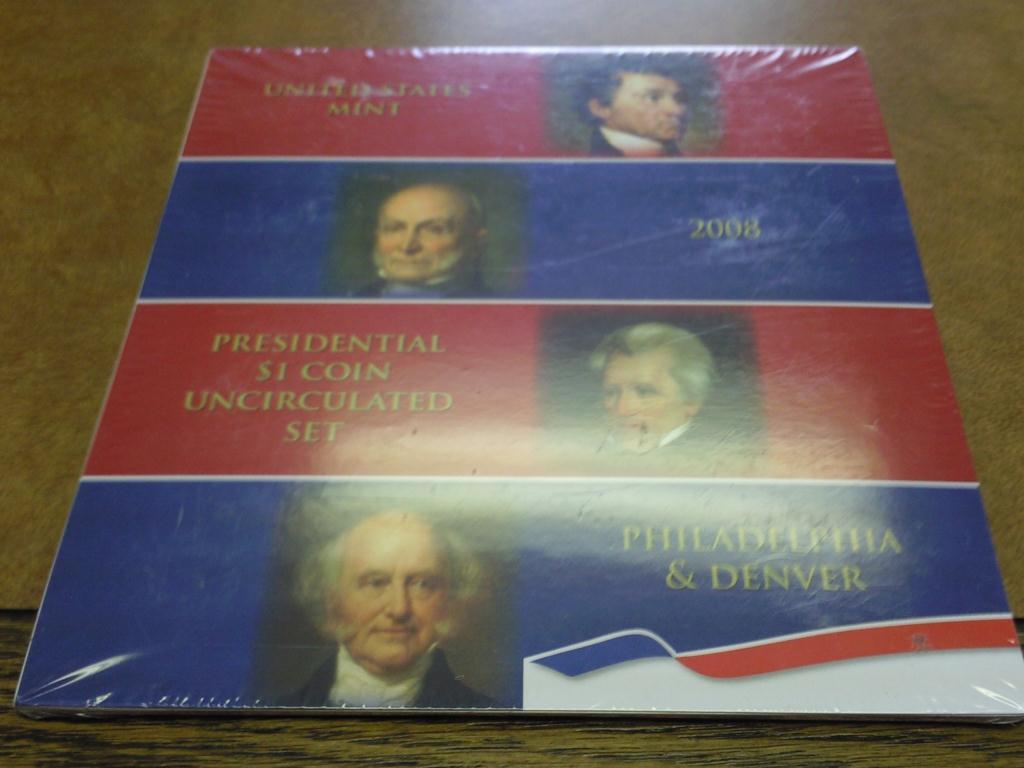 UNITED STATES
MINT
2008
PRESIDENTIAL
$1 COIN
UNCIRCULATED
SET
PHILADELPHIA
& DENVER